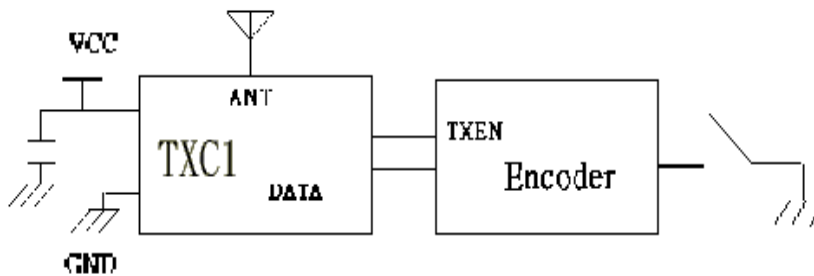 VCC
ANT
TXEN
TXC1
Encoder
DATA
GND